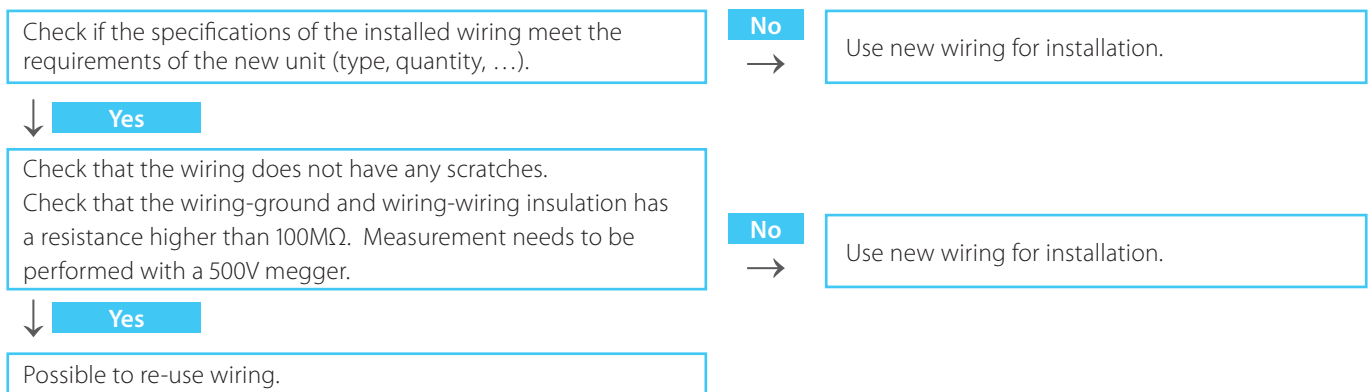 Check if the specifications of the installed wiring meet the
requirements of the new unit (type, quantity, …).
No
→
Use new wiring for installation.
↓ Yes
Check that the wiring does not have any scratches.
Check that the wiring-ground and wiring-wiring insulation has
a resistance higher than 100MΩ. Measurement needs to be
performed with a 500V megger.
No
→
Use new wiring for installation.
↓ Yes
Possible to re-use wiring.